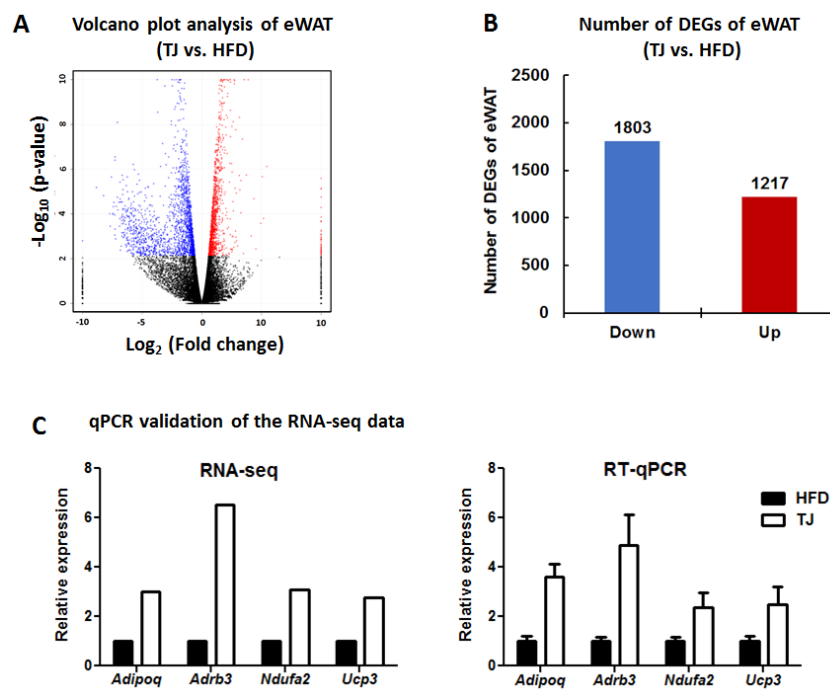 A
Volcano plot analysis of eWAT
(TJ vs. HFD)
-Log10 (p-value)
10
8
6
4
2
0
-10
-5
0
10
10
Log2 (Fold change)
B
Number of DEGs of eWAT
(TJ vs. HFD)
Number of DEGs of eWAT
2500
2000
1500
1000
500
0
1803
1217
Down
Up
C
qPCR validation of the RNA-seq data
RNA-seq
Relative expression
8
6
4
2
0
Adipoq
Adrb3
Ndufa2
Ucp3
RT-qPCR
HFD
TJ
Relative expression
8
6
4
2
0
Adipoq
Adrb3
Ndufa2
Ucp3